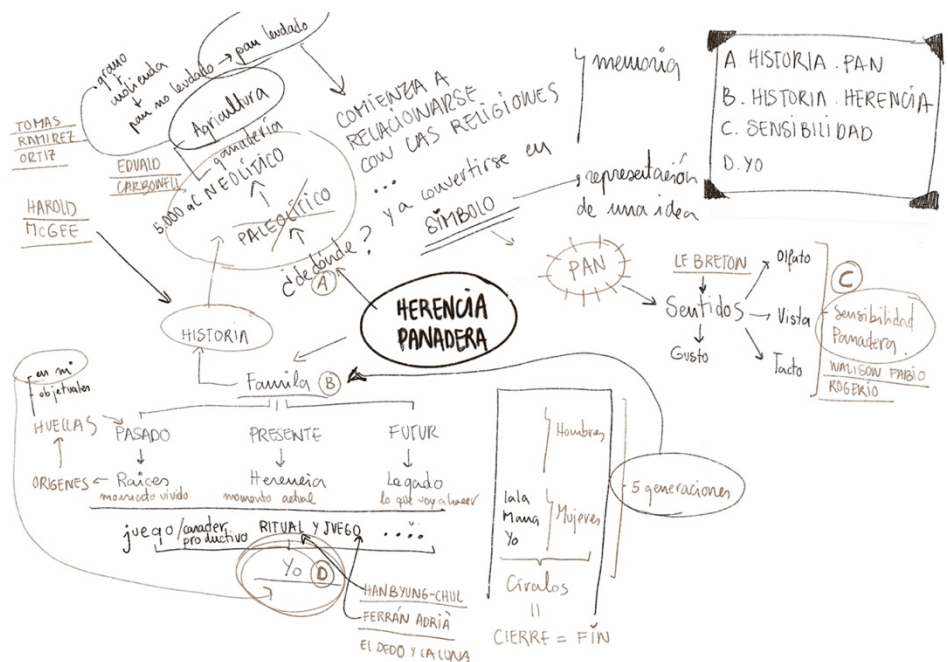 grano
molienda
pan no leudado → pan leudado
Agricultura
ganadería
5.000 a.C NEOLÍTICO
PALEOLÍTICO
TOMAS
RAMIREZ
ORTIZ
EDUALD
CARBONELL
HAROLD
McGEE
COMIENZA A
RELACIONARSE
CON LAS RELIGIONES
...
y a convertirse en
SÍMBOLO
memoria
representación
de una idea
A HISTORIA . PAN
B. HISTORIA . HERENCIA
C. SENSIBILIDAD
D. YO
¿de dónde?
A
HERENCIA
PANADERA
PAN
LE BRETON
Sentidos
Olfato
Vista
Tacto
Gusto
C
Sensibilidad
Panadera
WALISON FABIO
ROGERIO
HISTORIA
Familia B
en mi
- objetuales
HUELLAS
ORÍGENES
PASADO PRESENTE FUTUR
Raíces Herencia Legado
momento vivido momento actual lo que voy a hacer
juego/caracter productivo RITUAL Y JUEGO ....
Yo D
HANBYUNG-CHUL
FERRÁN ADRIÀ
EL DEDO Y LA LUNA
Hombres
Iaia
Mama
Yo
Mujeres
Círculos
=
CIERRE = FIN
5 generaciones